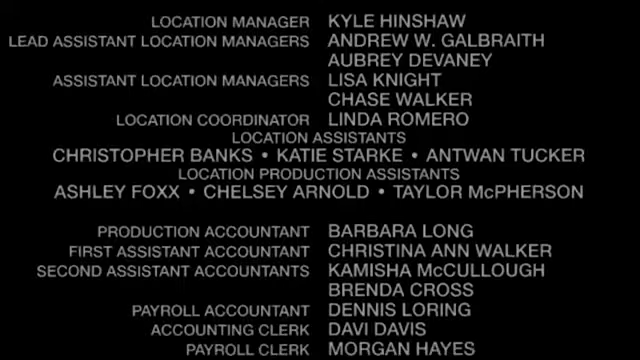 LOCATION MANAGER KYLE HINSHAW
LEAD ASSISTANT LOCATION MANAGERS ANDREW W. GALBRAITH
AUBREY DEVANEY
ASSISTANT LOCATION MANAGERS LISA KNIGHT
CHASE WALKER
LOCATION COORDINATOR LINDA ROMERO
LOCATION ASSISTANTS
CHRISTOPHER BANKS • KATIE STARKE • ANTWAN TUCKER
LOCATION PRODUCTION ASSISTANTS
ASHLEY FOXX • CHELSEY ARNOLD • TAYLOR McPHERSON
PRODUCTION ACCOUNTANT BARBARA LONG
FIRST ASSISTANT ACCOUNTANT CHRISTINA ANN WALKER
SECOND ASSISTANT ACCOUNTANTS KAMISHA McCULLOUGH
BRENDA CROSS
PAYROLL ACCOUNTANT DENNIS LORING
ACCOUNTING CLERK DAVI DAVIS
PAYROLL CLERK MORGAN HAYES